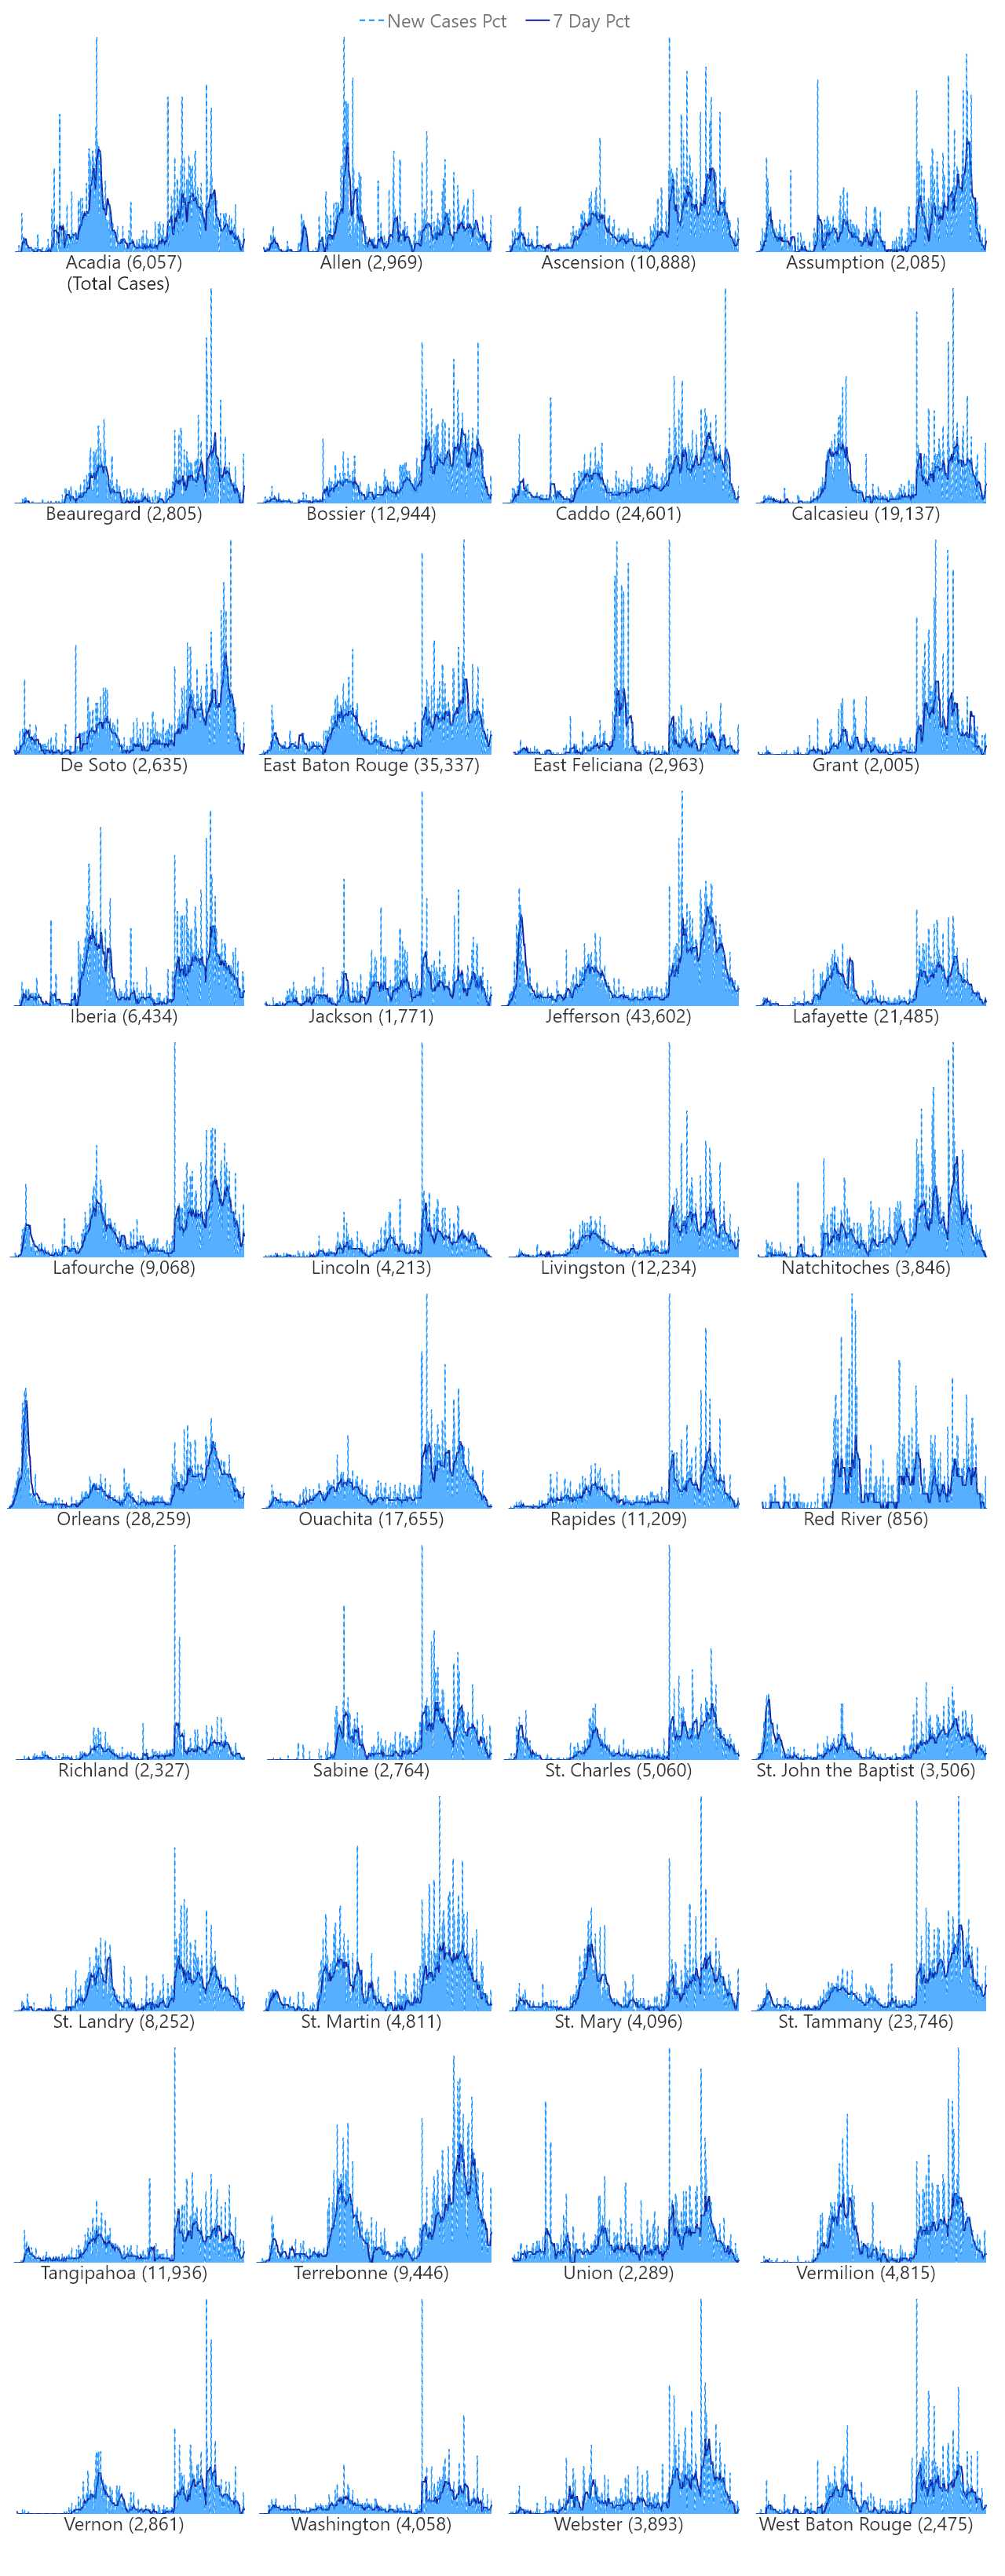 New Cases Pct 7 Day Pct
Acadia (6,057) Allen (2,969) Ascension (10,888) Assumption (2,085)
(Total Cases)
Beauregard (2,805) Bossier (12,944) Caddo (24,601) Calcasieu (19,137)
De Soto (2,635) East Baton Rouge (35,337) East Feliciana (2,963) Grant (2,005)
Iberia (6,434) Jackson (1,771) Jefferson (43,602) Lafayette (21,485)
Lafourche (9,068) Lincoln (4,213) Livingston (12,234) Natchitoches (3,846)
Orleans (28,259) Ouachita (17,655) Rapides (11,209) Red River (856)
Richland (2,327) Sabine (2,764) St. Charles (5,060) St. John the Baptist (3,506)
St. Landry (8,252) St. Martin (4,811) St. Mary (4,096) St. Tammany (23,746)
Tangipahoa (11,936) Terrebonne (9,446) Union (2,289) Vermilion (4,815)
Vernon (2,861) Washington (4,058) Webster (3,893) West Baton Rouge (2,475)